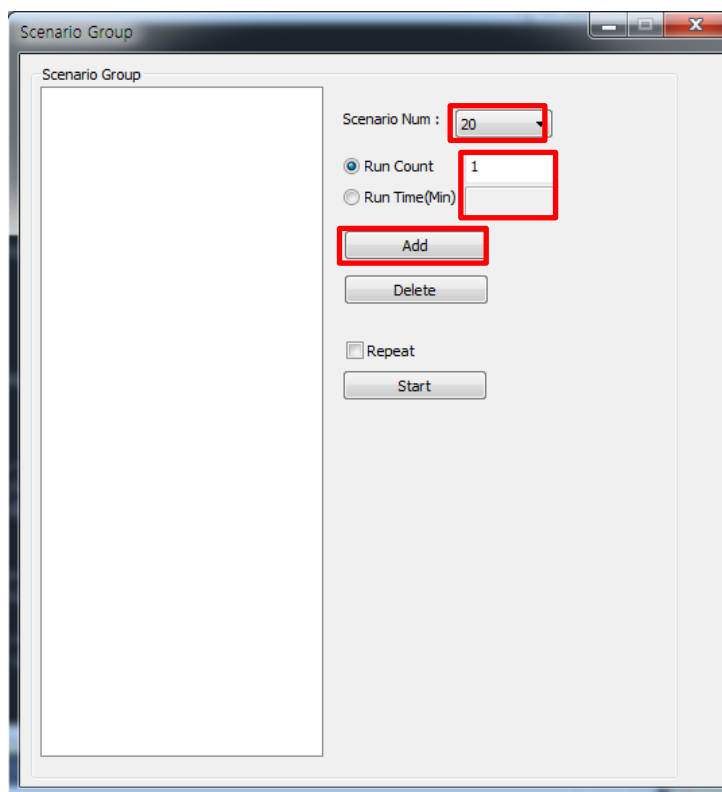 Scenario Group
Scenario Group
Scenario Num : 20
Run Count 1
Run Time(Min)
Add
Delete
Repeat
Start